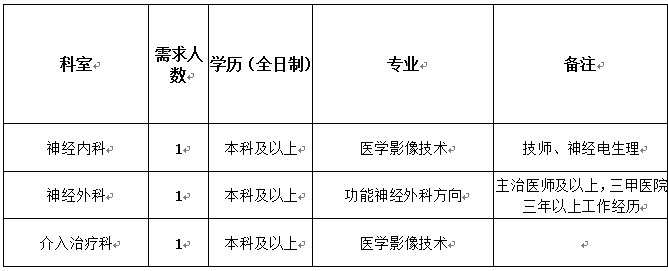 科室 需求人数 学历（全日制） 专业 备注
神经内科 1 本科及以上 医学影像技术 技师、神经电生理
神经外科 1 本科及以上 功能神经外科方向 主治医师及以上，三甲医院三年以上工作经历
介入治疗科 1 本科及以上 医学影像技术